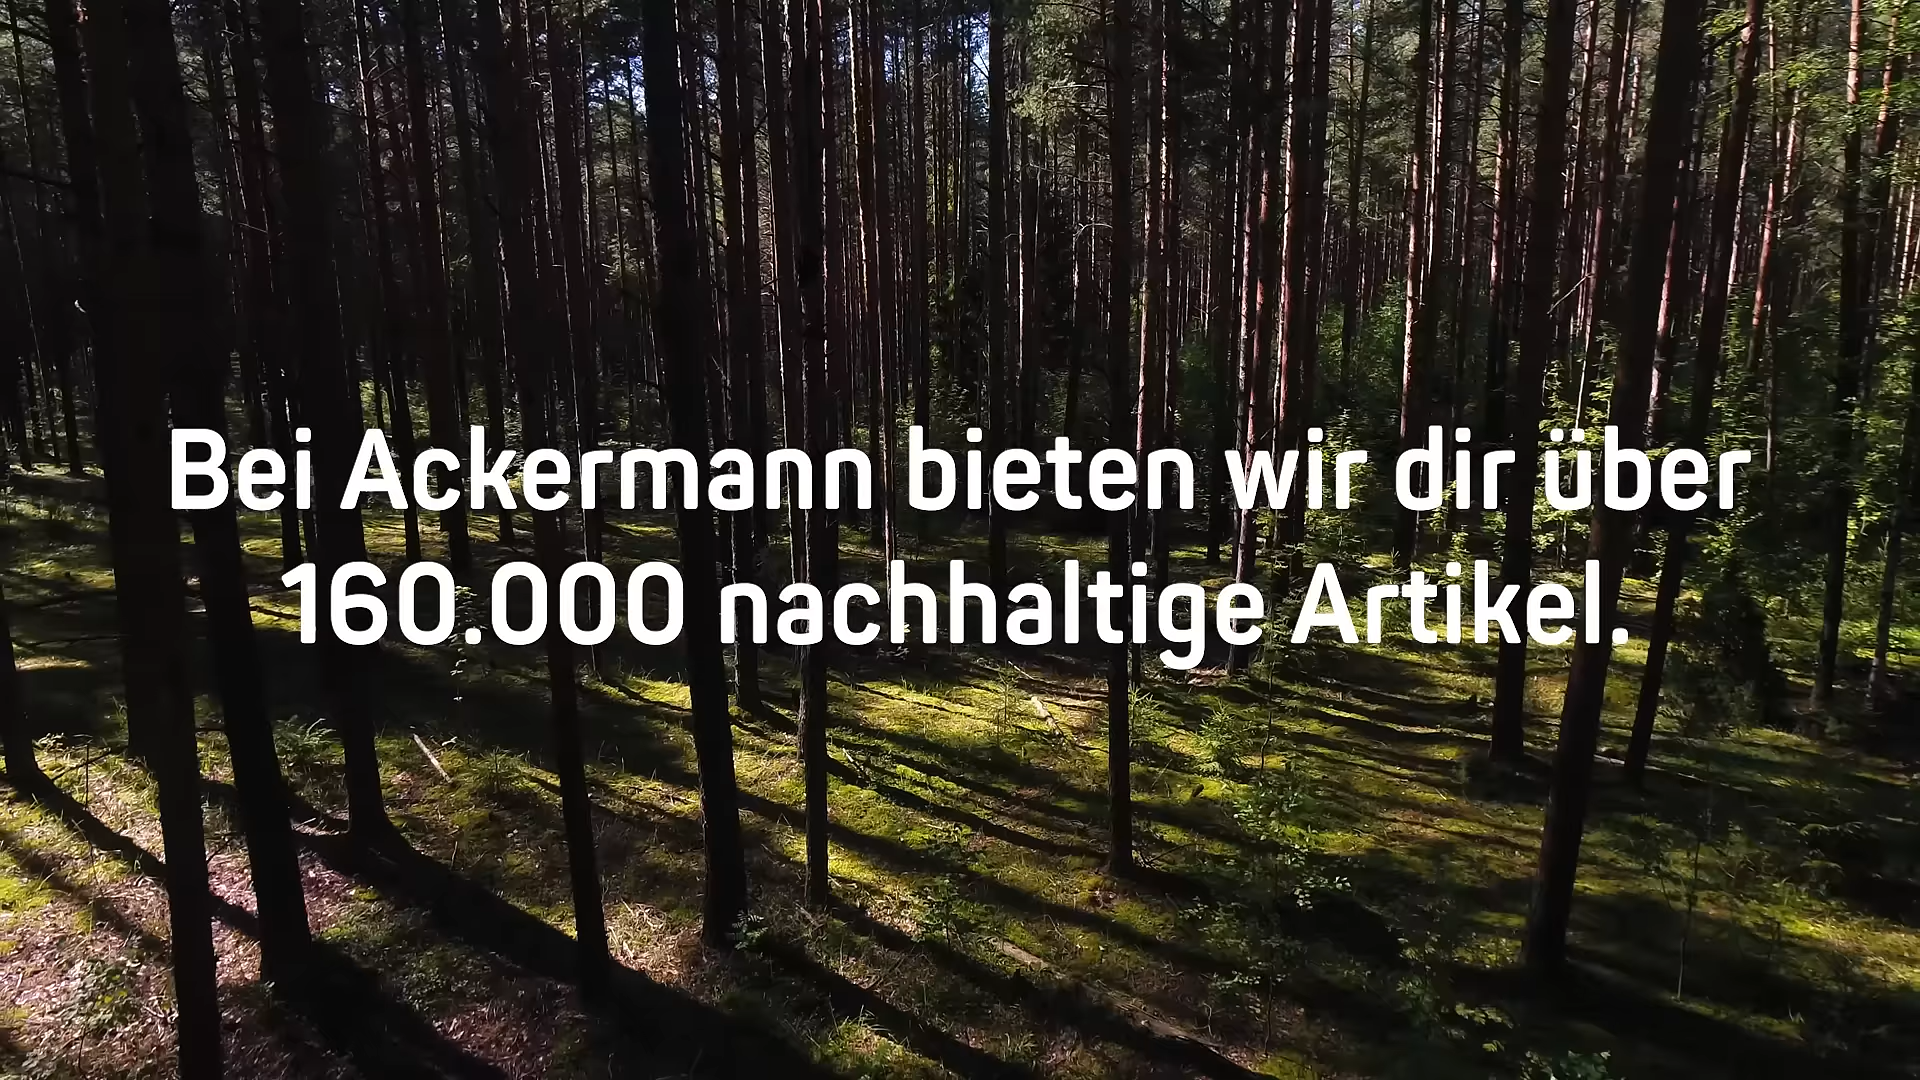 Bei Ackermann bieten wir dir über
160.000 nachhaltige Artikel.